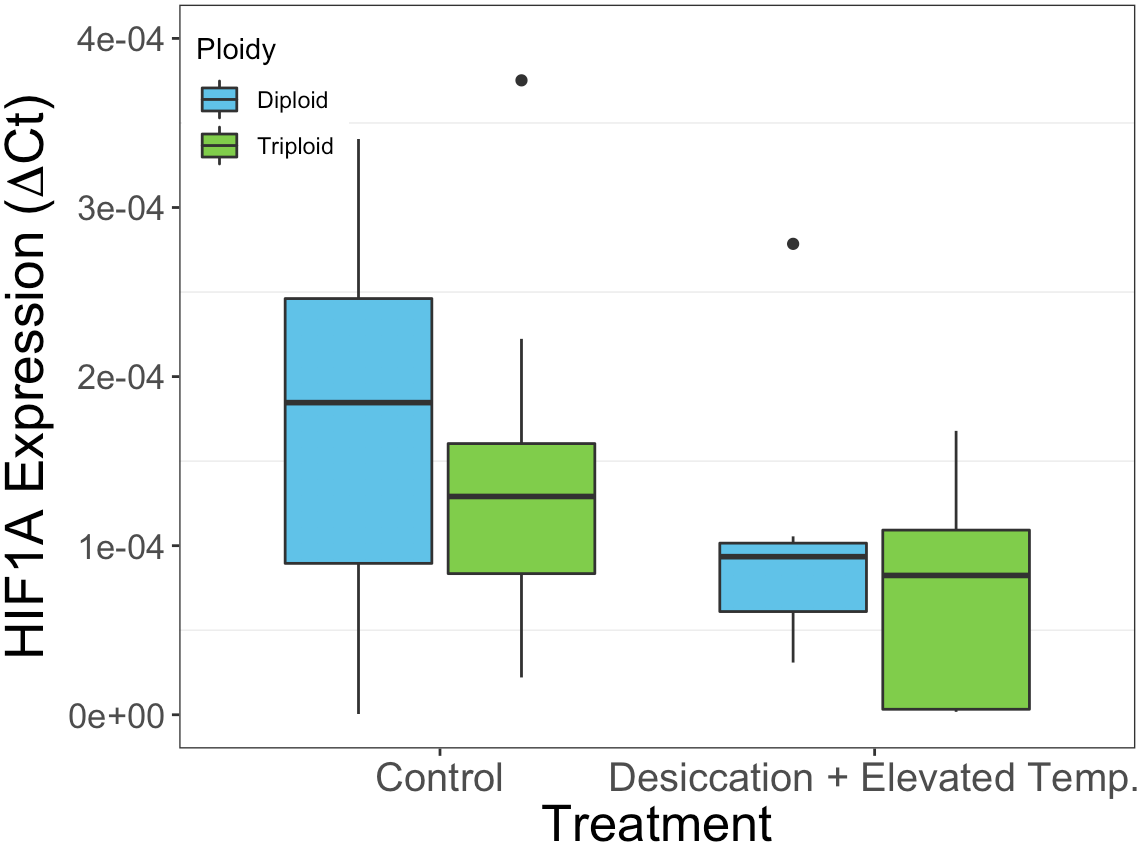 HIF1A Expression (ΔCt)
4e-04
3e-04
2e-04
1e-04
0e+00
Ploidy
Diploid
Triploid
Control
Desiccation + Elevated Temp.
Treatment